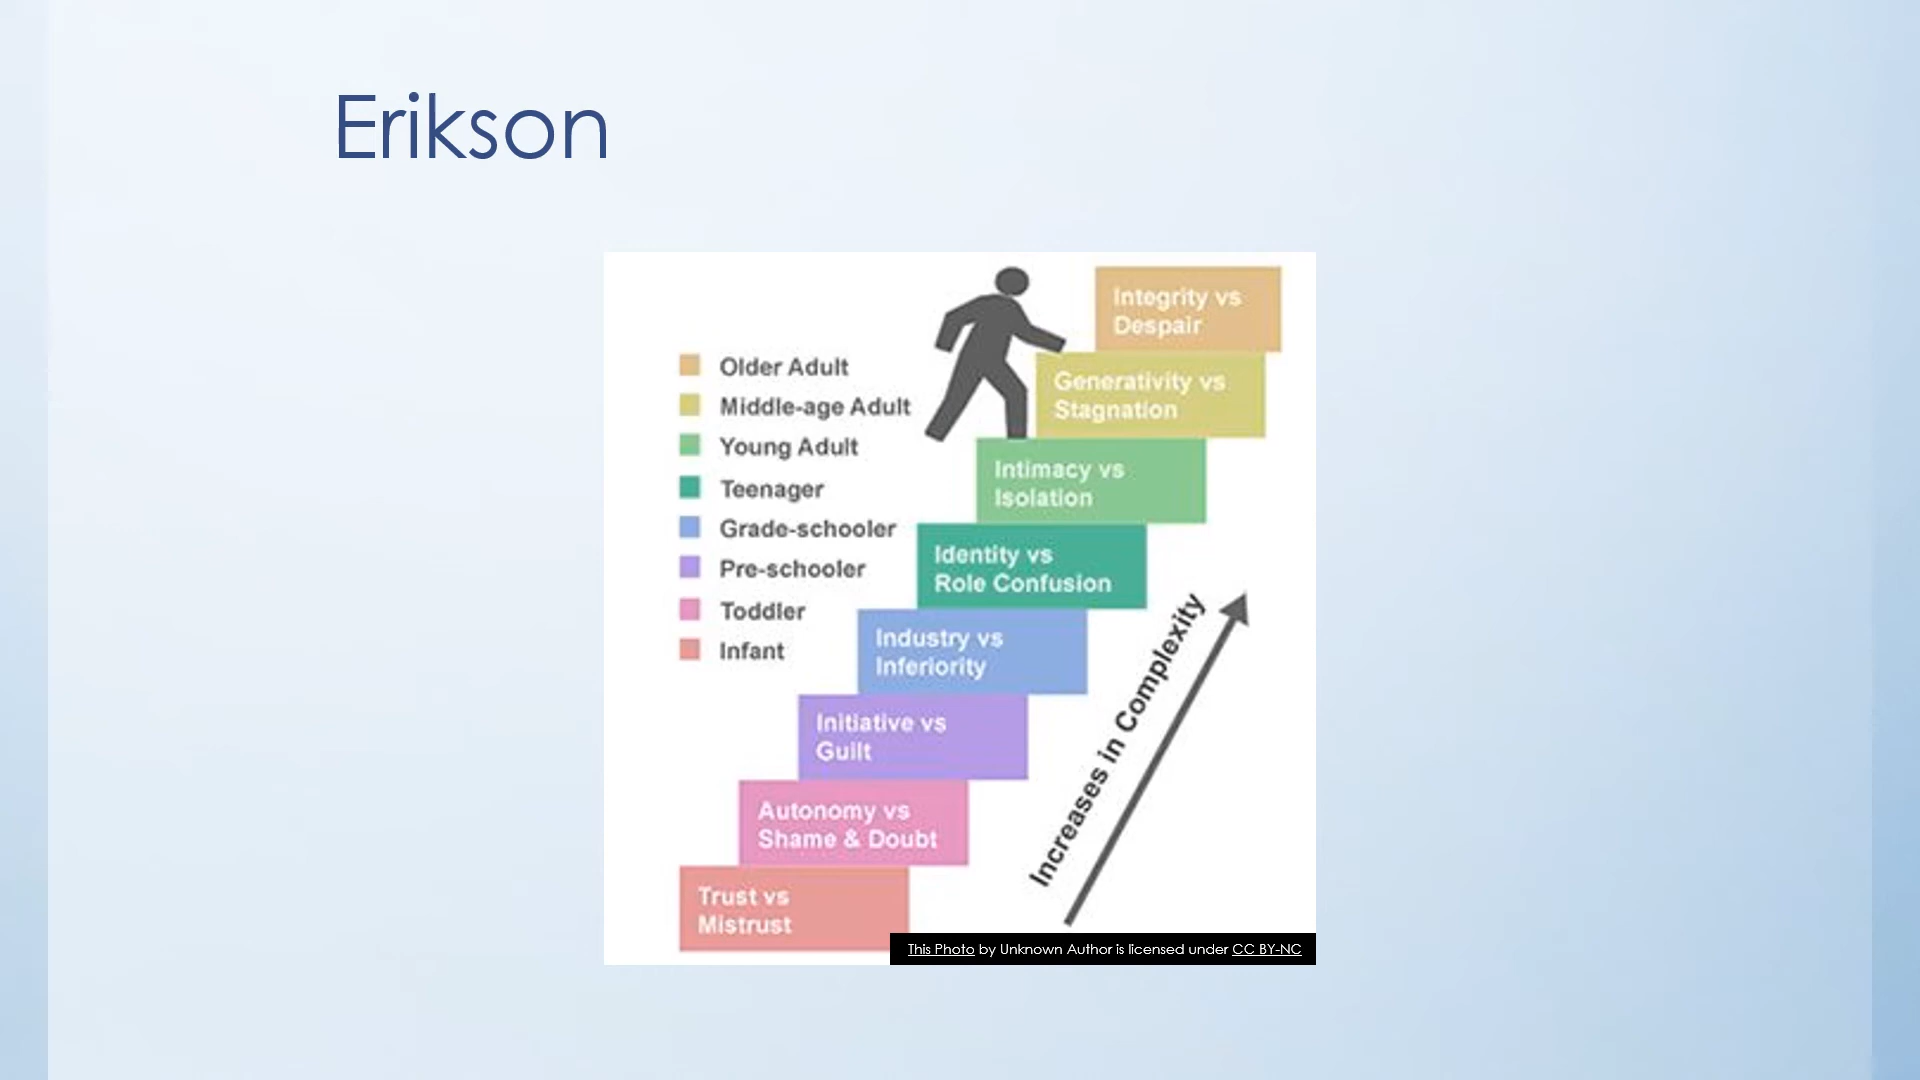 Erikson
Older Adult
Middle-age Adult
Young Adult
Teenager
Grade-schooler
Pre-schooler
Toddler
Infant
Integrity vs
Despair
Generativity vs
Stagnation
Intimacy vs
Isolation
Identity vs
Role Confusion
Industry vs
Inferiority
Initiative vs
Guilt
Autonomy vs
Shame & Doubt
Trust vs
Mistrust
Increases in Complexity
This Photo by Unknown Author is licensed under CC BY-NC